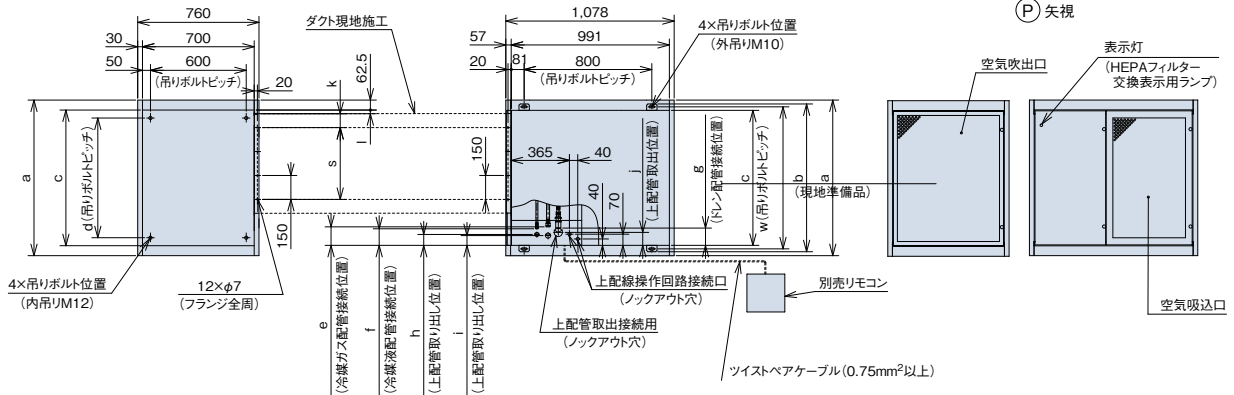 760
30
700
50
600
(吊りボルトピッチ)
20
k
62.5
ダクト現地施工
1,078
57
991
20
81
800
(吊りボルトピッチ)
4×吊りボルト位置
(外吊りM10)
P 矢視
空気吹出口
表示灯
(HEPAフィルター
交換表示用ランプ)
a
c
d(吊りボルトピッチ)
s
l
150
150
365
40
40
70
j
(上配管取出位置)
g
(ドレン配管接続位置)
c
w(吊りボルトピッチ)
b
a
(現地準備品)
4×吊りボルト位置
(内吊りM12)
12×φ7
(フランジ全周)
e
(冷媒ガス配管接続位置)
f
(冷媒液配管接続位置)
h
(上配管取り出し位置)
i
(上配管取り出し位置)
上配線操作回路接続口
(ノックアウト穴)
上配管取出接続用
(ノックアウト穴)
別売リモコン
空気吸込口
ツイストペアケーブル(0.75mm²以上)